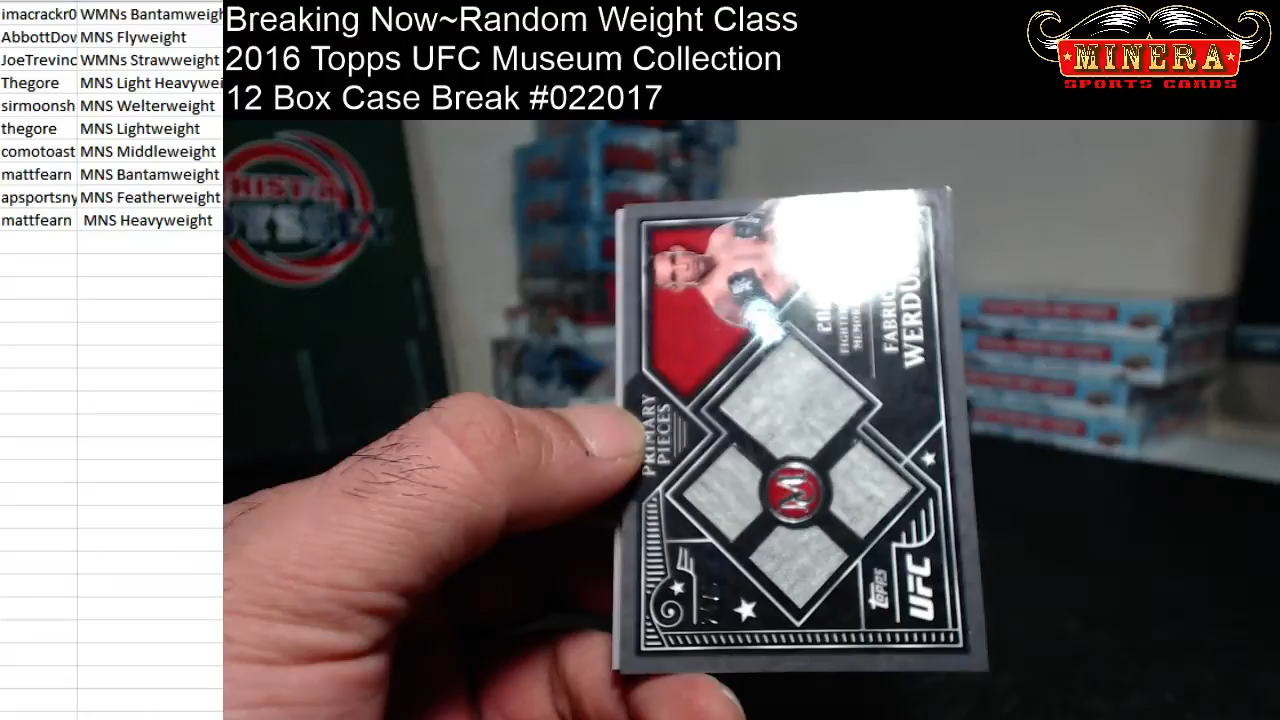 imacrackr0 WMNs Bantamweigh
AbbottDov MNS Flyweight
JoeTrevinc WMNs Strawweight
Thegore MNS Light Heavywei
sirmoonsh MNS Welterweight
thegore MNS Lightweight
comotoast MNS Middleweight
mattfearn MNS Bantamweight
apsportsny MNS Featherweight
mattfearn MNS Heavyweight
Breaking Now~Random Weight Class
2016 Topps UFC Museum Collection
12 Box Case Break #022017
MINERA
SPORTS CARDS
PRIMARY
PIECES
FABRIC
WERDU
M
TOPPS
UFC